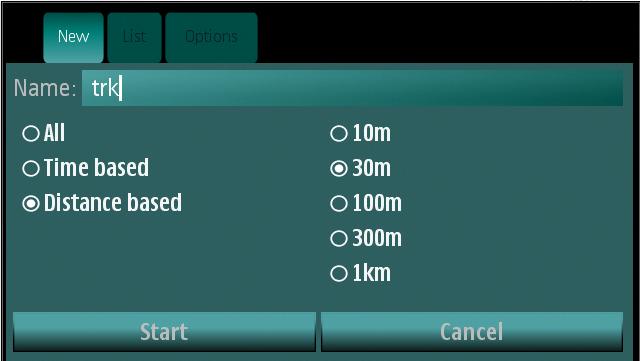 New List Options
Name: trk
All
Time based
Distance based
10m
30m
100m
300m
1km
Start Cancel